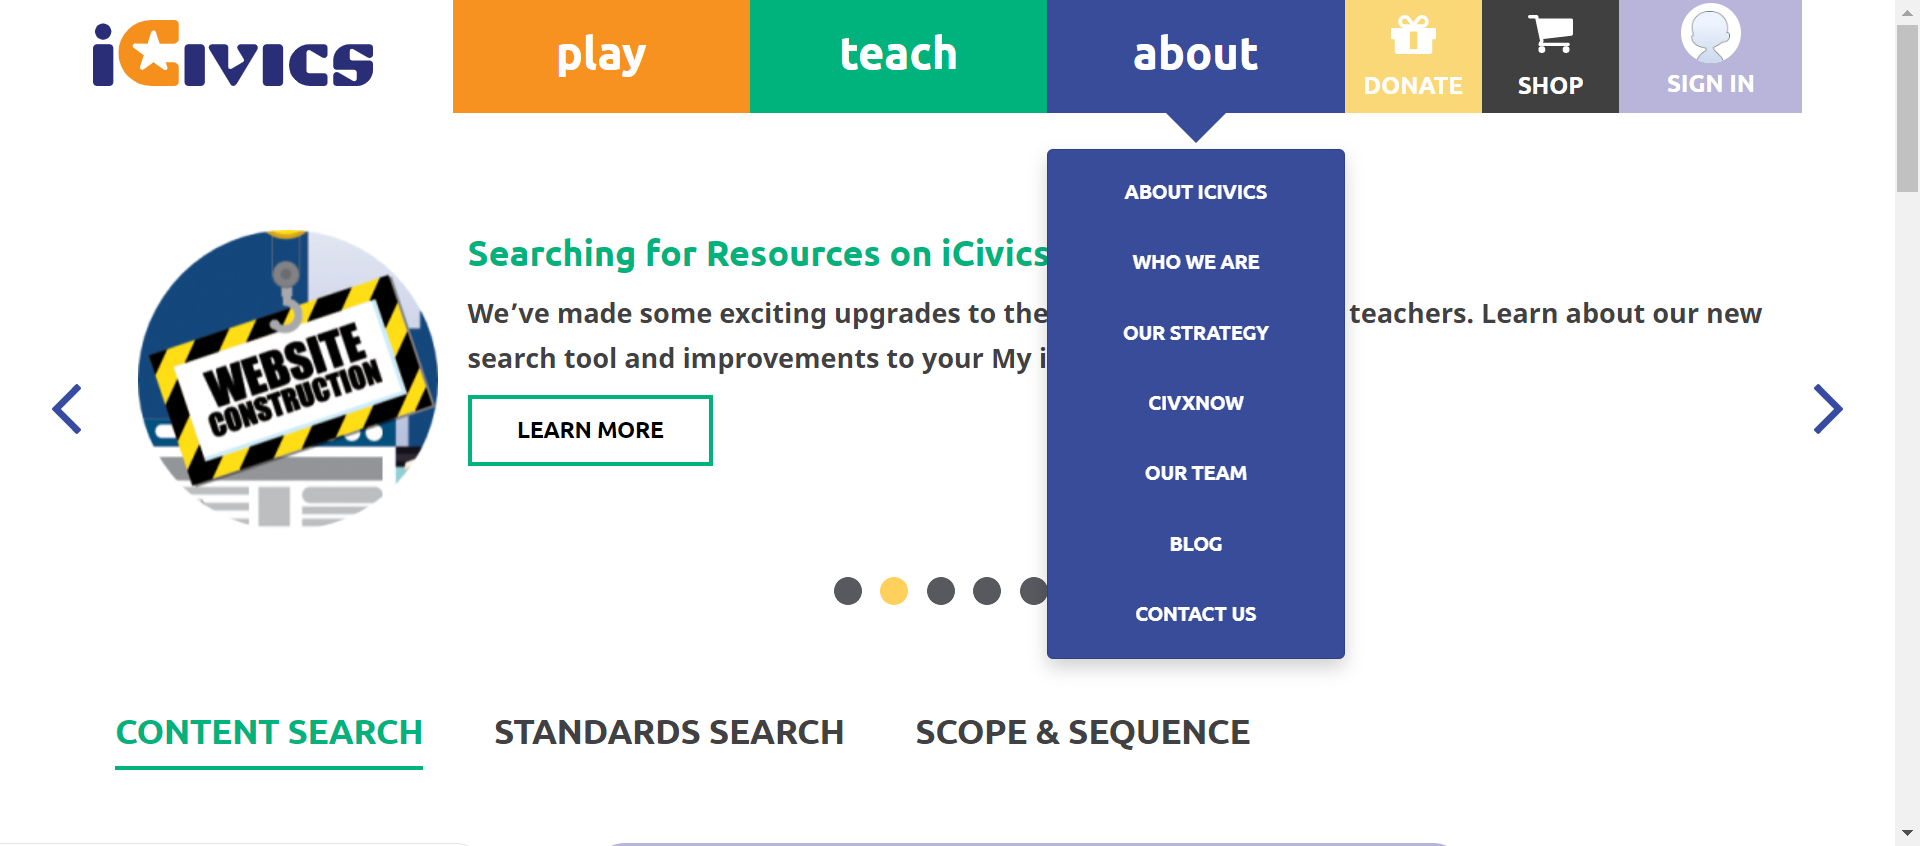 iCivics
play
teach
about
DONATE
SHOP
SIGN IN
ABOUT ICIVICS
WHO WE ARE
OUR STRATEGY
CIVXNOW
OUR TEAM
BLOG
CONTACT US
WEBSITE
CONSTRUCTION
Searching for Resources on iCivics
We’ve made some exciting upgrades to the teachers. Learn about our new
search tool and improvements to your My i
LEARN MORE
CONTENT SEARCH
STANDARDS SEARCH
SCOPE & SEQUENCE